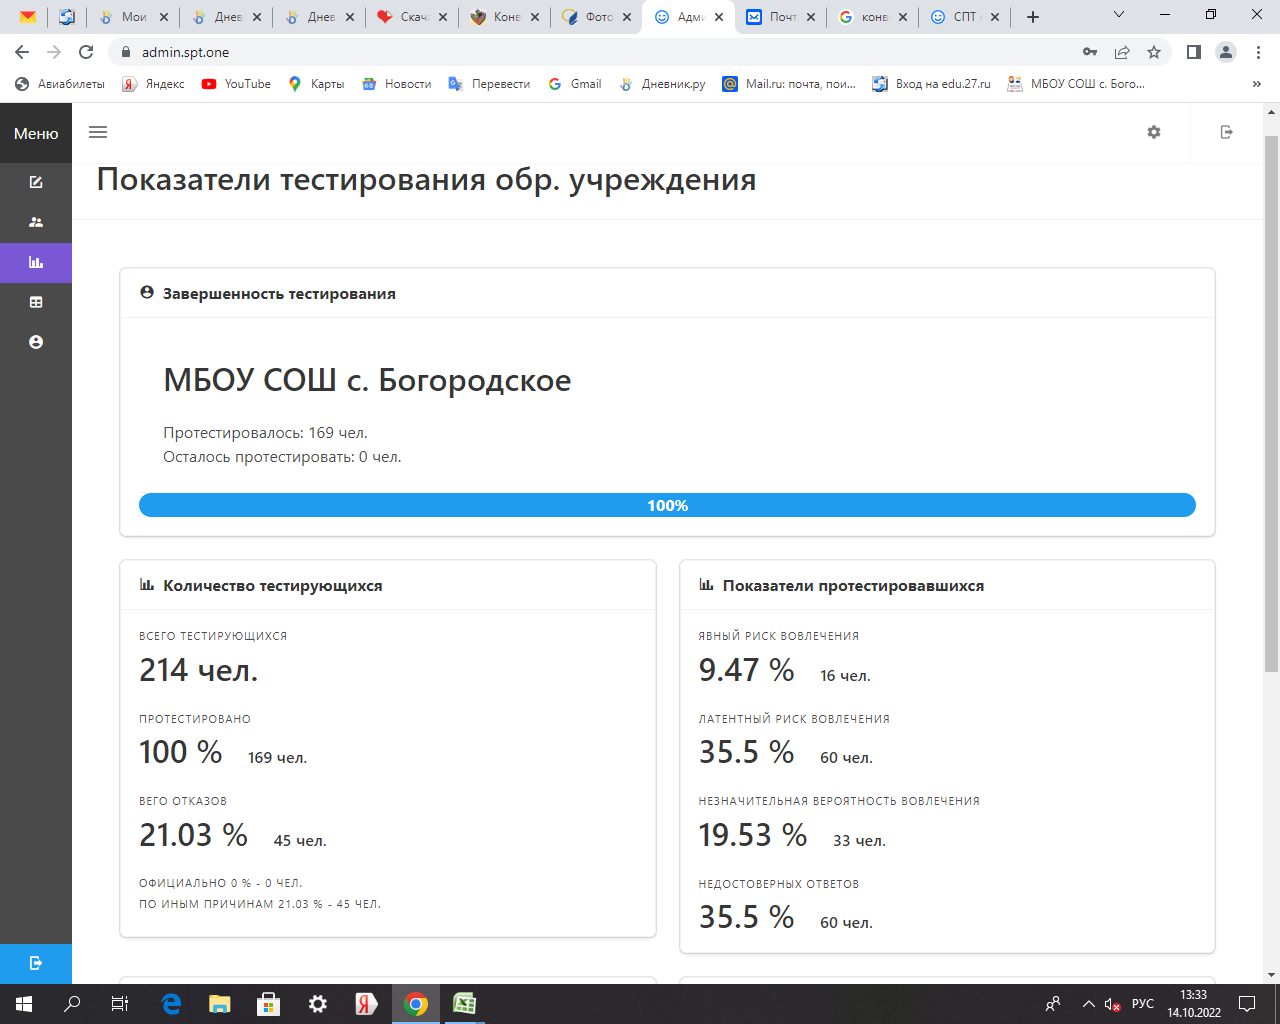 Мои
Днев
Днев
Скач
Конв
Фото
Адми
Почт
конв
СПТ
admin.spt.one
Авиабилеты
Яндекс
YouTube
Карты
Новости
Перевести
Gmail
Дневник.ру
Mail.ru: почта, пои...
Вход на edu.27.ru
МБОУ СОШ с. Бого...
»
Меню
Показатели тестирования обр. учреждения
Завершенность тестирования
МБОУ СОШ с. Богородское
Протестировалось: 169 чел.
Осталось протестировать: 0 чел.
100%
Количество тестирующихся
ВСЕГО ТЕСТИРУЮЩИХСЯ
214 чел.
ПРОТЕСТИРОВАНО
100 % 169 чел.
ВЕГО ОТКАЗОВ
21.03 % 45 чел.
ОФИЦИАЛЬНО 0 % - 0 ЧЕЛ.
ПО ИНЫМ ПРИЧИНАМ 21.03 % - 45 ЧЕЛ.
Показатели протестировавшихся
ЯВНЫЙ РИСК ВОВЛЕЧЕНИЯ
9.47 % 16 чел.
ЛАТЕНТНЫЙ РИСК ВОВЛЕЧЕНИЯ
35.5 % 60 чел.
НЕЗНАЧИТЕЛЬНАЯ ВЕРОЯТНОСТЬ ВОВЛЕЧЕНИЯ
19.53 % 33 чел.
НЕДОСТОВЕРНЫХ ОТВЕТОВ
35.5 % 60 чел.
РУС
13:33
14.10.2022